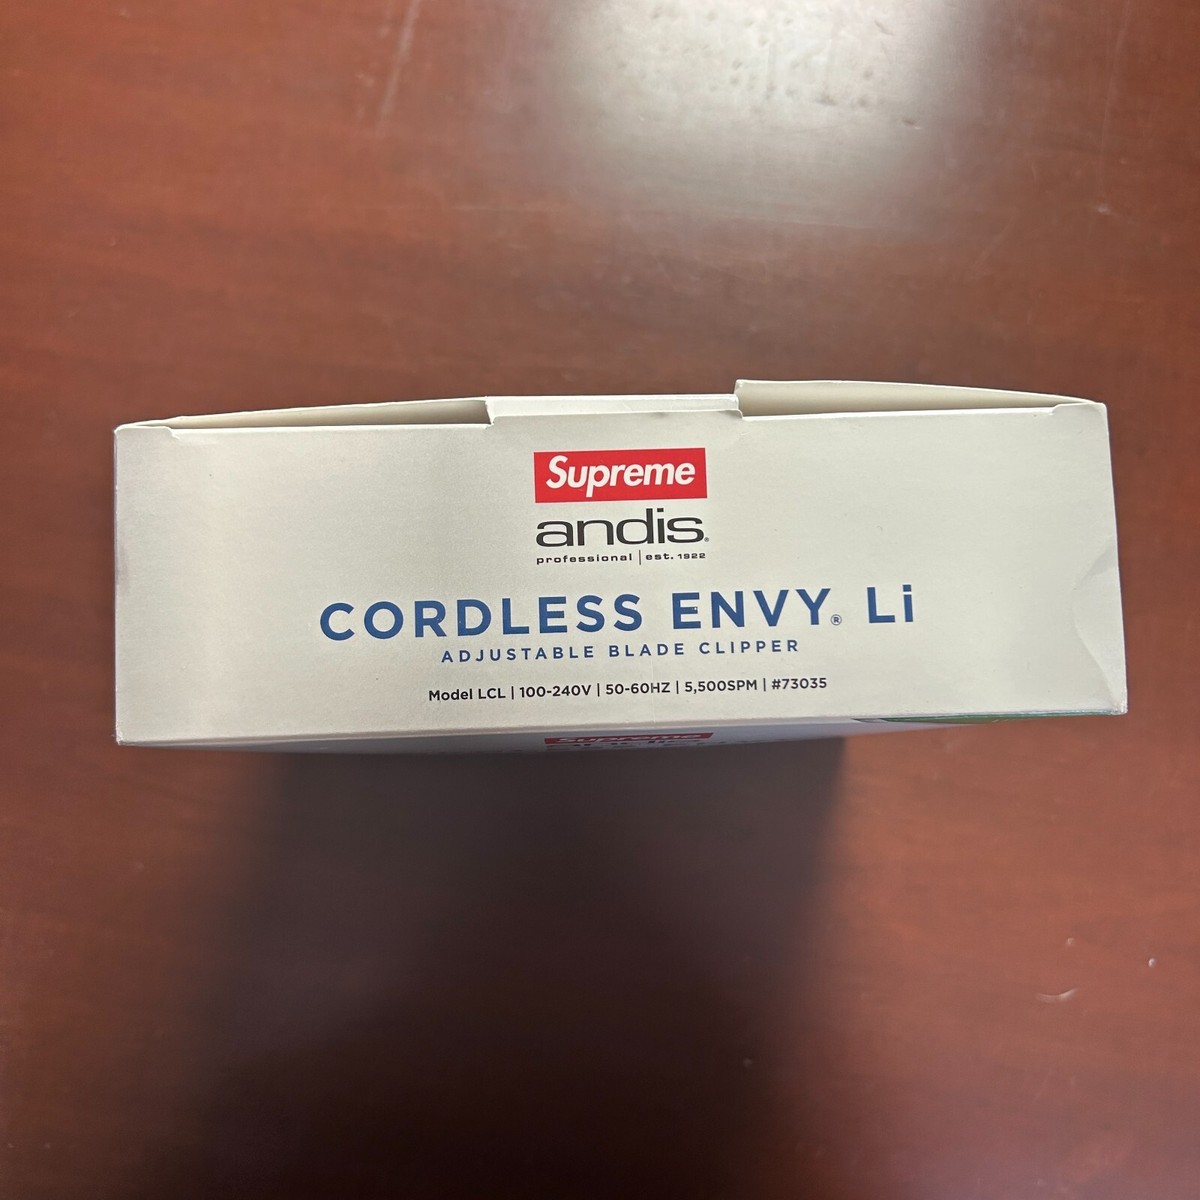 Supreme
andis®
professional | est. 1922
CORDLESS ENVY® Li
ADJUSTABLE BLADE CLIPPER
Model LCL | 100-240V | 50-60HZ | 5,500SPM | #73035
Supreme